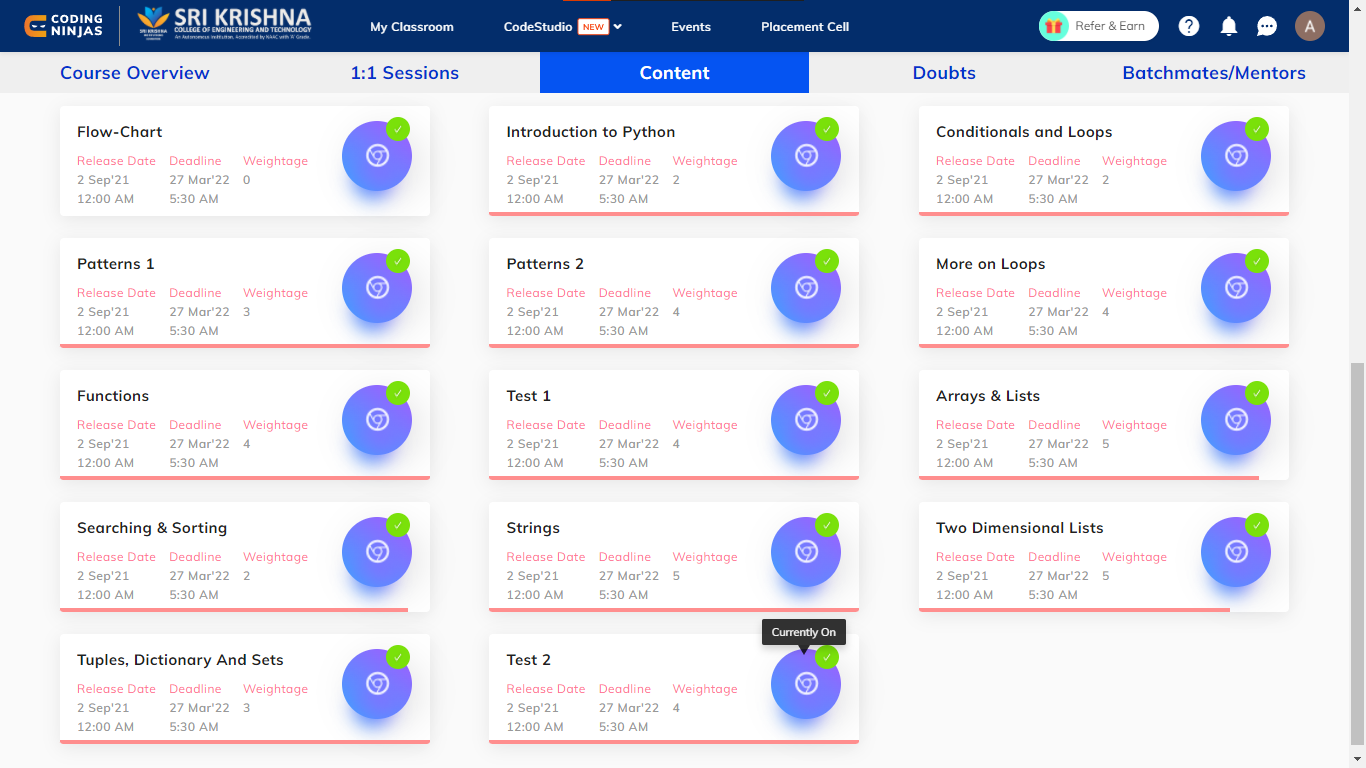 CODING NINJAS
SRI KRISHNA
COLLEGE OF ENGINEERING AND TECHNOLOGY
An Autonomous Institution, Accredited by NAAC with 'A' Grade.
My Classroom
CodeStudio NEW
Events
Placement Cell
Refer & Earn
?
A
Course Overview
1:1 Sessions
Content
Doubts
Batchmates/Mentors
Flow-Chart
Release Date Deadline Weightage
2 Sep'21 27 Mar'22 0
12:00 AM 5:30 AM
Introduction to Python
Release Date Deadline Weightage
2 Sep'21 27 Mar'22 2
12:00 AM 5:30 AM
Conditionals and Loops
Release Date Deadline Weightage
2 Sep'21 27 Mar'22 2
12:00 AM 5:30 AM
Patterns 1
Release Date Deadline Weightage
2 Sep'21 27 Mar'22 3
12:00 AM 5:30 AM
Patterns 2
Release Date Deadline Weightage
2 Sep'21 27 Mar'22 4
12:00 AM 5:30 AM
More on Loops
Release Date Deadline Weightage
2 Sep'21 27 Mar'22 4
12:00 AM 5:30 AM
Functions
Release Date Deadline Weightage
2 Sep'21 27 Mar'22 4
12:00 AM 5:30 AM
Test 1
Release Date Deadline Weightage
2 Sep'21 27 Mar'22 4
12:00 AM 5:30 AM
Arrays & Lists
Release Date Deadline Weightage
2 Sep'21 27 Mar'22 5
12:00 AM 5:30 AM
Searching & Sorting
Release Date Deadline Weightage
2 Sep'21 27 Mar'22 2
12:00 AM 5:30 AM
Strings
Release Date Deadline Weightage
2 Sep'21 27 Mar'22 5
12:00 AM 5:30 AM
Two Dimensional Lists
Release Date Deadline Weightage
2 Sep'21 27 Mar'22 5
12:00 AM 5:30 AM
Tuples, Dictionary And Sets
Release Date Deadline Weightage
2 Sep'21 27 Mar'22 3
12:00 AM 5:30 AM
Currently On
Test 2
Release Date Deadline Weightage
2 Sep'21 27 Mar'22 4
12:00 AM 5:30 AM